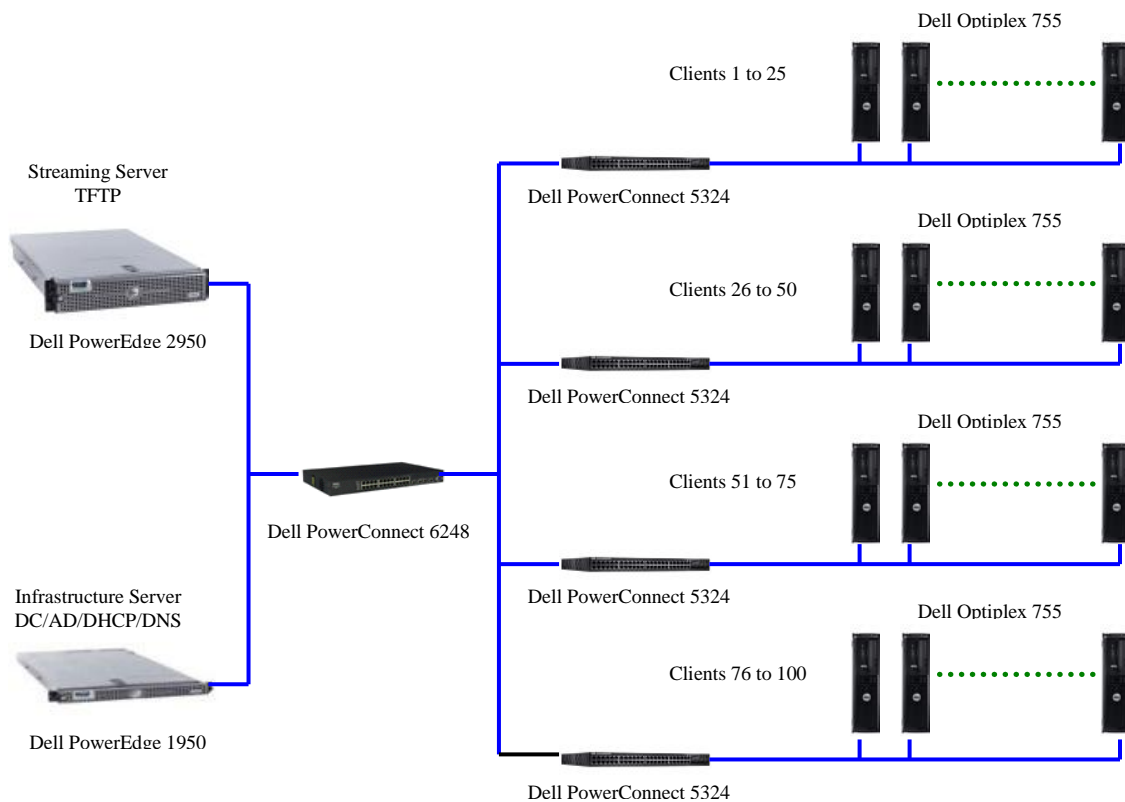 Dell Optiplex 755
Clients 1 to 25
Dell PowerConnect 5324
Streaming Server
TFTP
Dell PowerEdge 2950
Dell Optiplex 755
Clients 26 to 50
Dell PowerConnect 5324
Dell PowerConnect 6248
Dell Optiplex 755
Clients 51 to 75
Dell PowerConnect 5324
Infrastructure Server
DC/AD/DHCP/DNS
Dell PowerEdge 1950
Dell Optiplex 755
Clients 76 to 100
Dell PowerConnect 5324